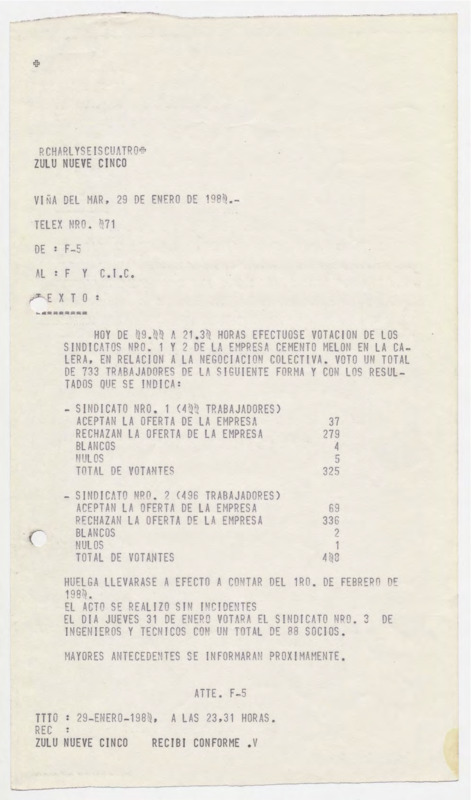 RCHARLYSEISCUATRO
ZULU NUEVE CINCO
VIÑA DEL MAR, 29 DE ENERO DE 1984.-
TELEX NRO. 471
DE : F-5
AL : F Y C.I.C.
T E X T O :
---------
HOY DE A HORAS EFECTUOSE VOTACION DE LOS
SINDICATOS NRO. 1 Y 2 DE LA EMPRESA CEMENTO MELON EN LA CA-
LERA, EN RELACION A LA NEGOCIACION COLECTIVA. VOTO UN TOTAL
DE 733 TRABAJADORES DE LA SIGUIENTE FORMA Y CON LOS RESUL-
TADOS QUE SE INDICA:
- SINDICATO NRO. 1 ( TRABAJADORES)
ACEPTAN LA OFERTA DE LA EMPRESA 37
RECHAZAN LA OFERTA DE LA EMPRESA 279
BLANCOS 4
NULOS 5
TOTAL DE VOTANTES 325
- SINDICATO NRO. 2 (496 TRABAJADORES)
ACEPTAN LA OFERTA DE LA EMPRESA 69
RECHAZAN LA OFERTA DE LA EMPRESA 336
BLANCOS 2
NULOS 1
TOTAL DE VOTANTES 408
HUELGA LLEVARASE A EFECTO A CONTAR DEL 1RO. DE FEBRERO DE
1984.
EL ACTO SE REALIZO SIN INCIDENTES
EL DIA JUEVES 31 DE ENERO VOTARA EL SINDICATO NRO. 3 DE
INGENIEROS Y TECNICOS CON UN TOTAL DE 88 SOCIOS.
MAYORES ANTECEDENTES SE INFORMARAN PROXIMAMENTE.
ATTE. F-5
TTIO : 29-ENERO-1984, A LAS 23,31 HORAS.
REC :
ZULU NUEVE CINCO RECIBI CONFORME .V